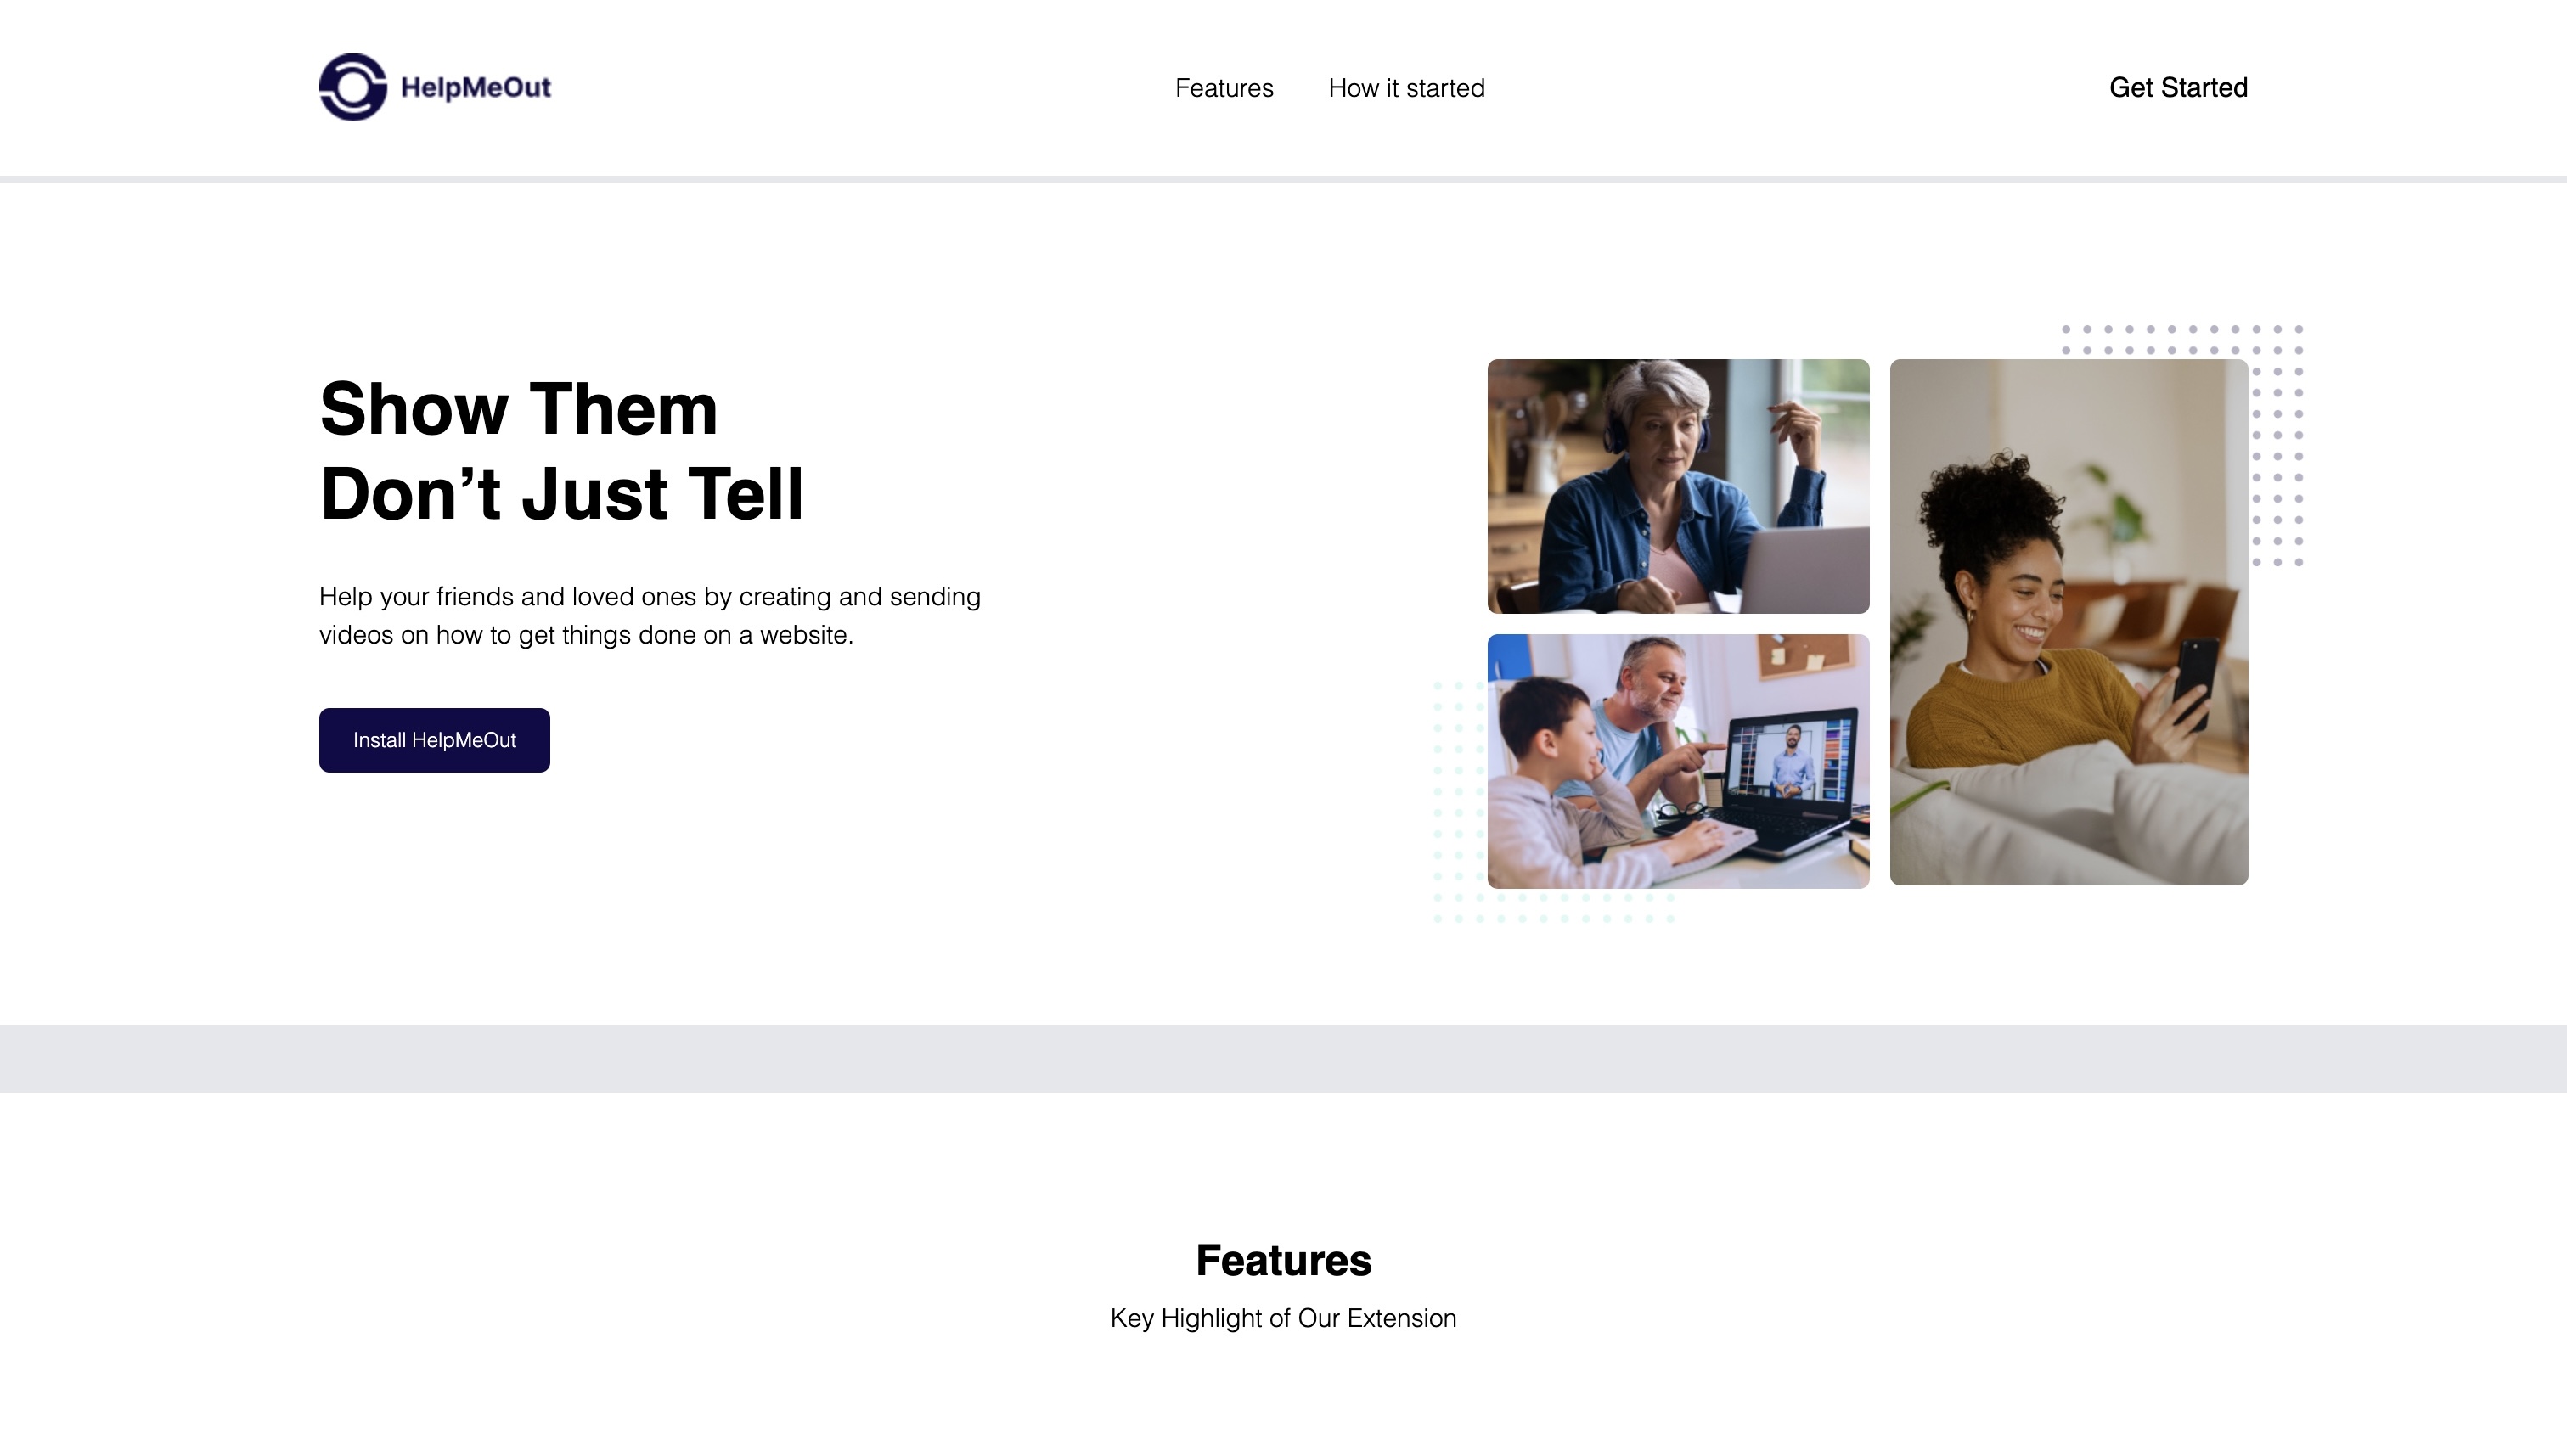 HelpMeOut
Features
How it started
Get Started
Show Them
Don’t Just Tell
Help your friends and loved ones by creating and sending
videos on how to get things done on a website.
Install HelpMeOut
Features
Key Highlight of Our Extension